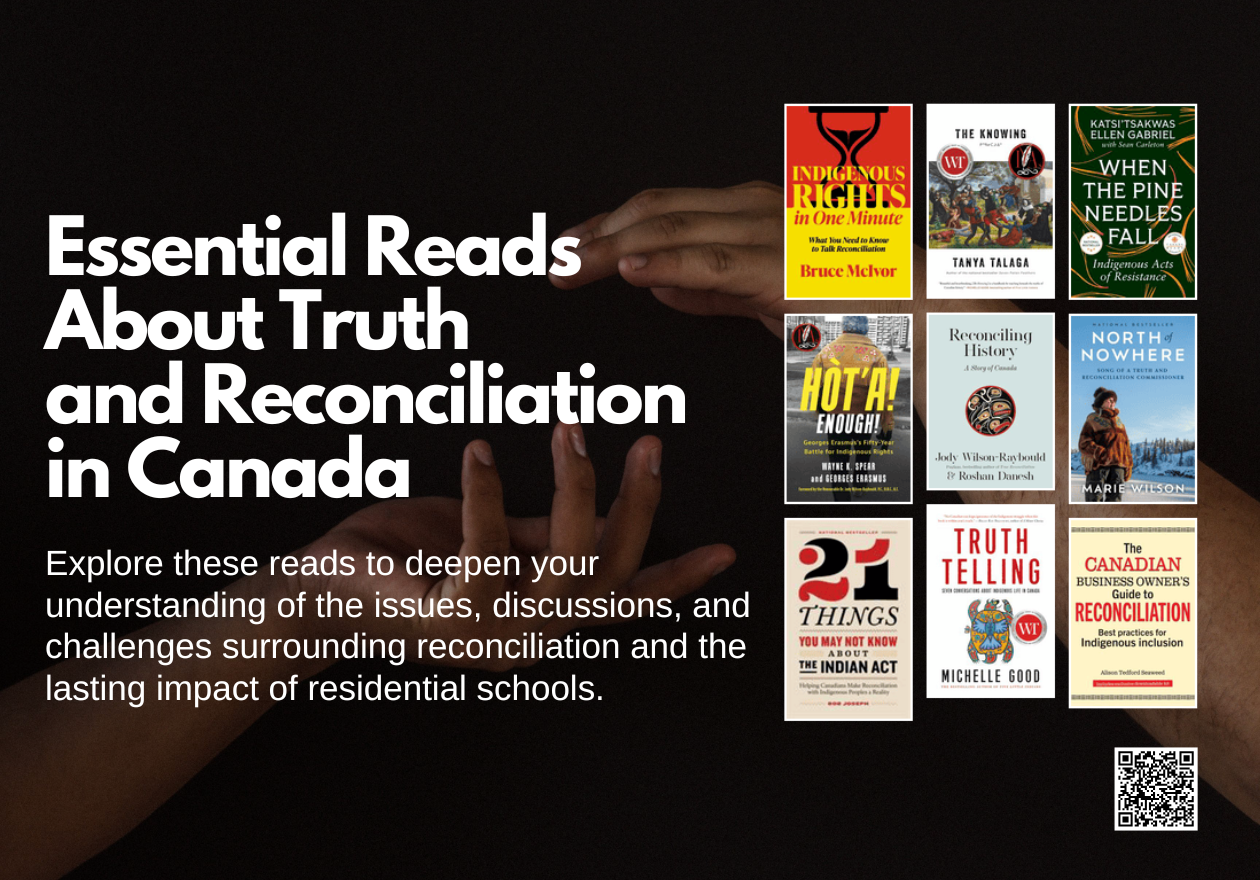 Essential Reads
About Truth
and Reconciliation
in Canada
Explore these reads to deepen your
understanding of the issues, discussions, and
challenges surrounding reconciliation and the
lasting impact of residential schools.
INDIGENOUS
RIGHTS
in One Minute
What You Need to Know
to Talk Reconciliation
Bruce McIvor
THE KNOWING
WT
TANYA TALAGA
KATSI'TSAKWAS
ELLEN GABRIEL
with Sean Carleton
WHEN
THE PINE
NEEDLES
FALL
Indigenous Acts
of Resistance
HÒT'A!
ENOUGH!
Georges Erasmus's Fifty-Year
Battle for Indigenous Rights
WAYNE K. SPEAR
and GEORGES ERASMUS
Reconciling
History
A Story of Canada
Jody Wilson-Raybould
& Roshan Danesh
NATIONAL BESTSELLER
NORTH of
NOWHERE
SONG OF A TRUTH AND
RECONCILIATION COMMISSIONER
MARIE WILSON
NATIONAL BESTSELLER
21
THINGS
YOU MAY NOT KNOW
ABOUT
THE INDIAN ACT
Helping Canadians Make Reconciliation
with Indigenous Peoples a Reality
BOB JOSEPH
TRUTH
TELLING
SEVEN CONVERSATIONS ABOUT INDIGENOUS LIFE IN CANADA
WT
MICHELLE GOOD
The
CANADIAN
BUSINESS OWNER'S
Guide to
RECONCILIATION
Best practices for
Indigenous inclusion
Alison Tedford Seaweed